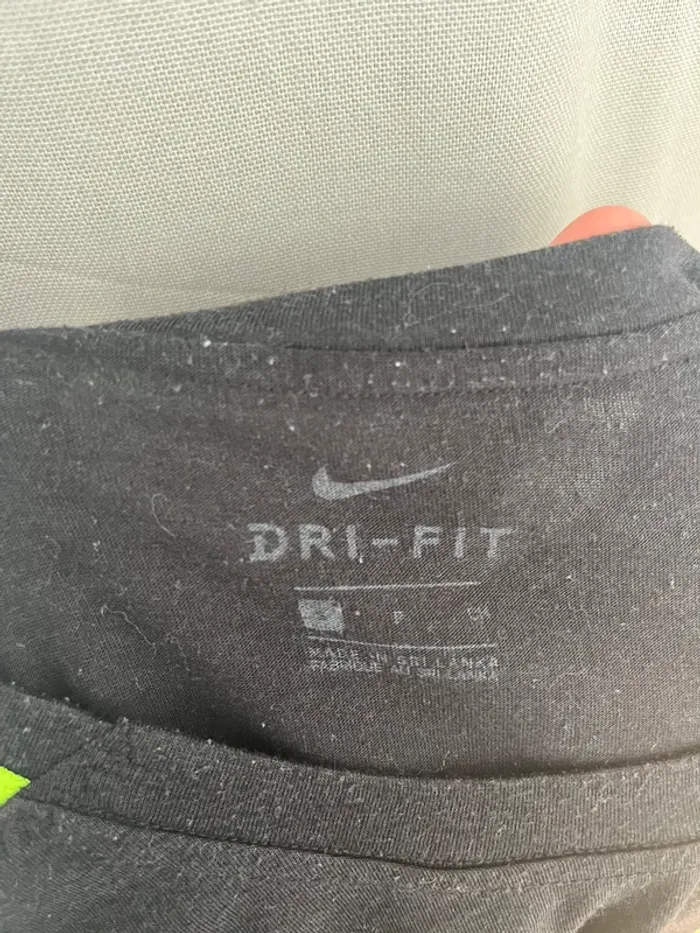 DRI-FIT
P
MADE IN SRI LANKA
FABRIQUÉ AU SRI LANKA